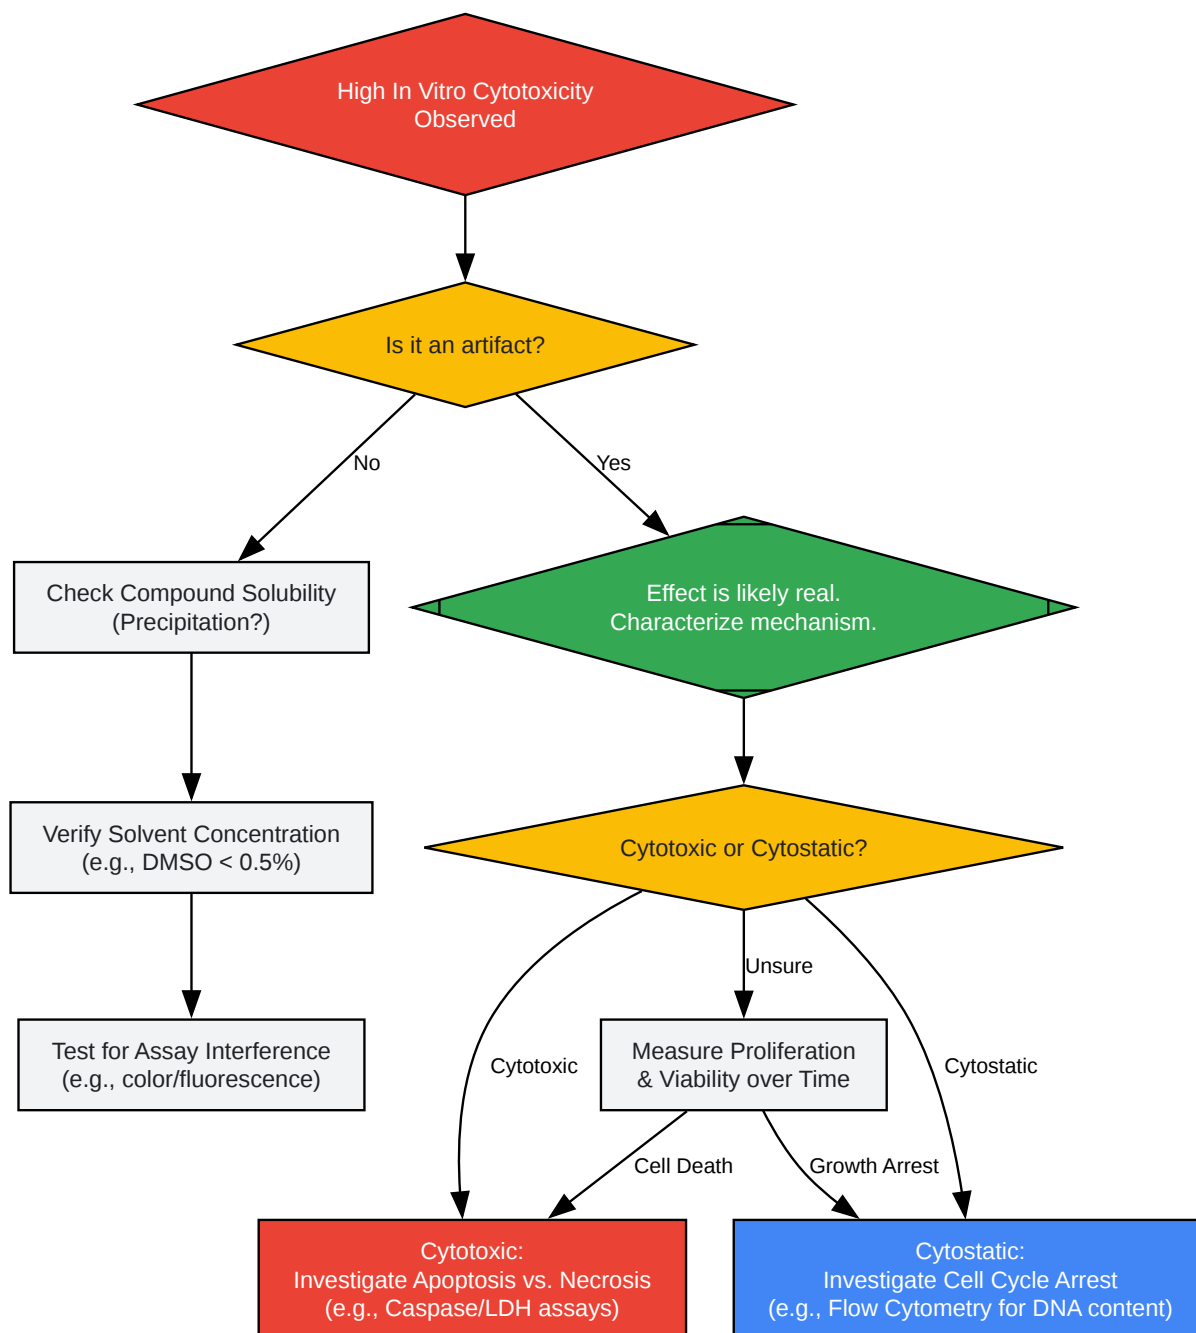 High In Vitro Cytotoxicity
Observed
Is it an artifact?
No
Yes
Check Compound Solubility
(Precipitation?)
Effect is likely real.
Characterize mechanism.
Verify Solvent Concentration
(e.g., DMSO < 0.5%)
Cytotoxic or Cytostatic?
Unsure
Test for Assay Interference
(e.g., color/fluorescence)
Cytotoxic
Measure Proliferation
& Viability over Time
Cytostatic
Cell Death
Growth Arrest
Cytotoxic:
Investigate Apoptosis vs. Necrosis
(e.g., Caspase/LDH assays)
Cytostatic:
Investigate Cell Cycle Arrest
(e.g., Flow Cytometry for DNA content)